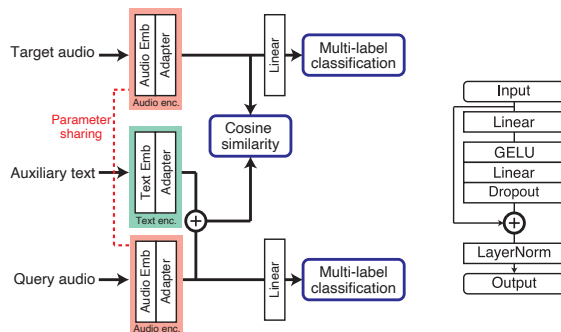 Target audio
Audio Emb
Adapter
Audio enc.
Linear
Multi-label
classification
Parameter
sharing
Cosine
similarity
Auxiliary text
Text Emb
Adapter
Text enc.
+
Query audio
Audio Emb
Adapter
Audio enc.
Linear
Multi-label
classification
Input
Linear
GELU
Linear
Dropout
+
LayerNorm
Output